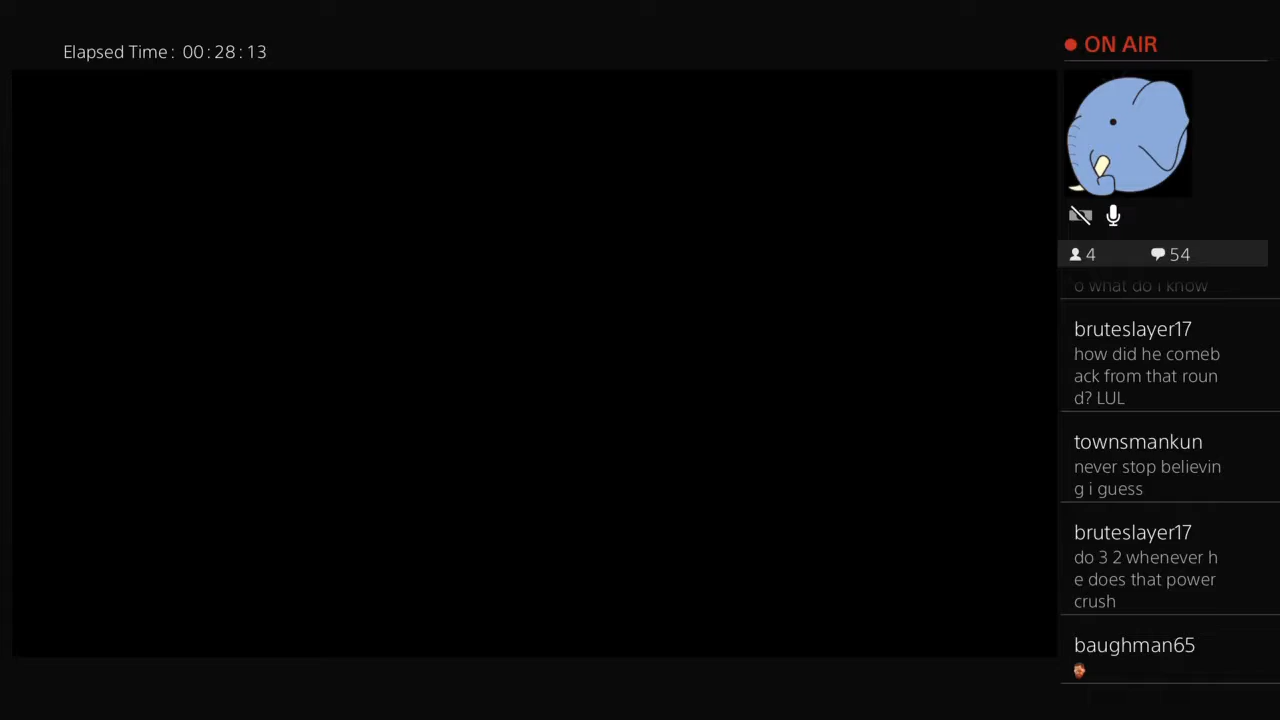 Elapsed Time: 00:28:13
ON AIR
4
54
o what do i know
bruteslayer17
how did he comeb
ack from that roun
d? LUL
townsmankun
never stop believin
g i guess
bruteslayer17
do 3 2 whenever h
e does that power
crush
baughman65